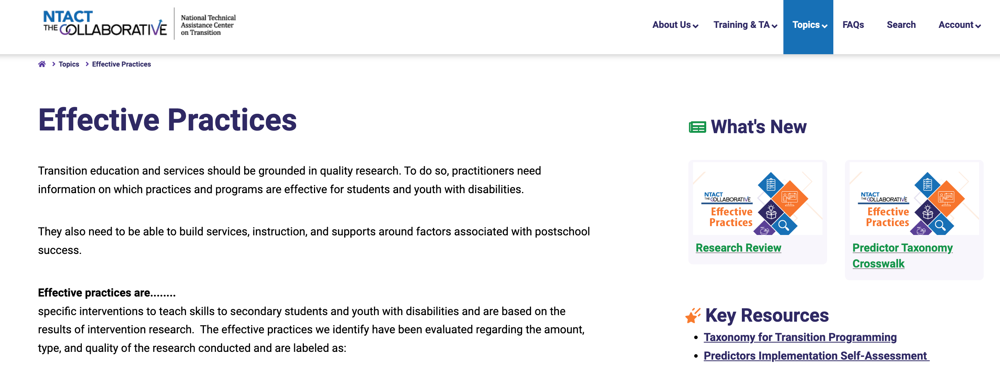 NTACT
THE COLLABORATIVE
National Technical
Assistance Center
on Transition
About Us
Training & TA
Topics
FAQs
Search
Account
Topics
Effective Practices
Effective Practices
Transition education and services should be grounded in quality research. To do so, practitioners need
information on which practices and programs are effective for students and youth with disabilities.
They also need to be able to build services, instruction, and supports around factors associated with postschool
success.
Effective practices are........
specific interventions to teach skills to secondary students and youth with disabilities and are based on the
results of intervention research.  The effective practices we identify have been evaluated regarding the amount,
type, and quality of the research conducted and are labeled as:
What's New
NTACT
THE COLLABORATIVE
Effective
Practices
Research Review
NTACT
THE COLLABORATIVE
Effective
Practices
Predictor Taxonomy
Crosswalk
Key Resources
Taxonomy for Transition Programming
Predictors Implementation Self-Assessment